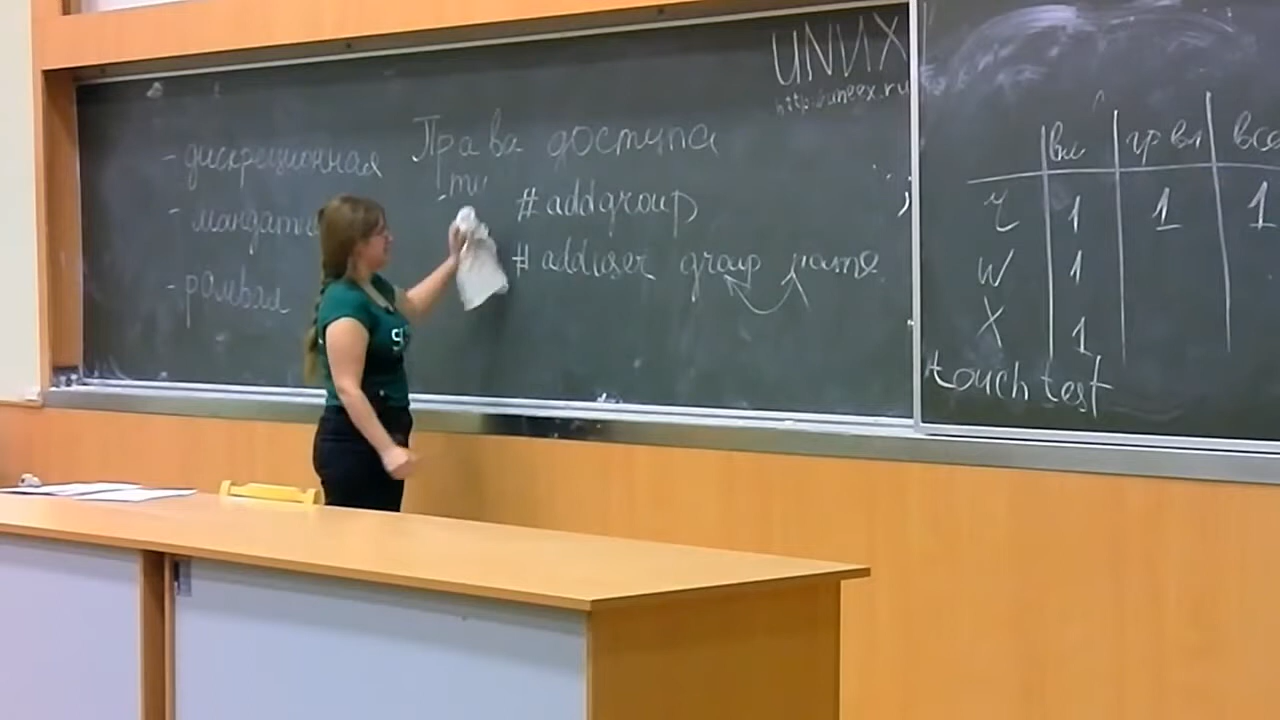 UNIX
http://uneex.ru
Права доступа
- дискреционная
- мандатн
- ролевая
# addgroup
# adduser group name
вл гр вл все
r 1 1 1
w 1
x 1
touch test